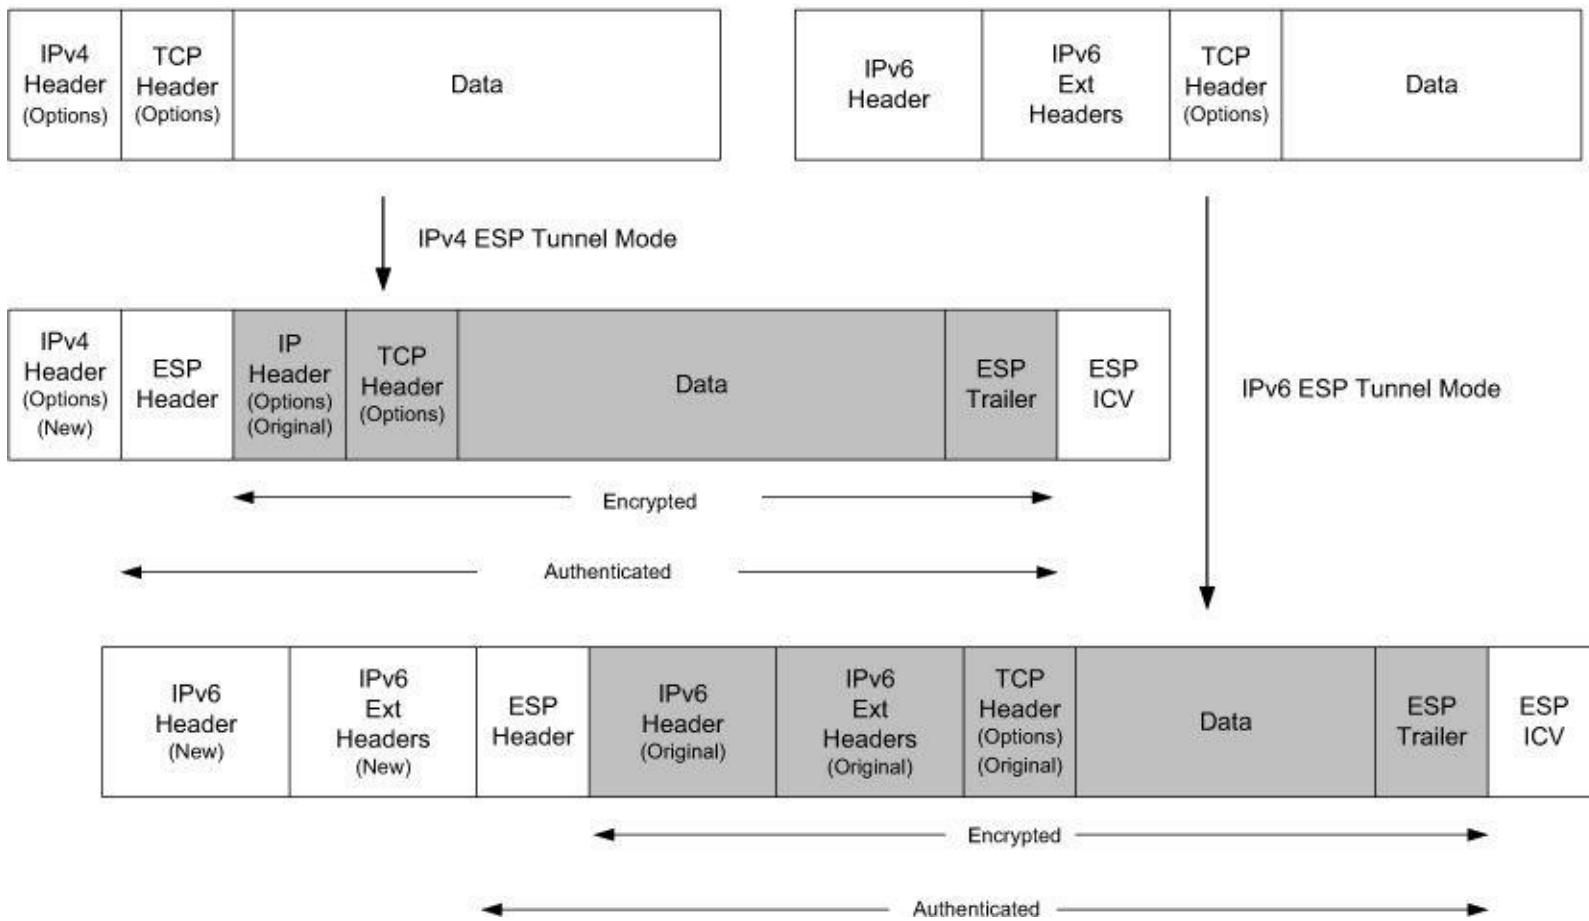 IPv4
Header
(Options)
TCP
Header
(Options)
Data
IPv6
Header
IPv6
Ext
Headers
TCP
Header
(Options)
Data
IPv4 ESP Tunnel Mode
IPv4
Header
(Options)
(New)
ESP
Header
IP
Header
(Options)
(Original)
TCP
Header
(Options)
Data
ESP
Trailer
ESP
ICV
IPv6 ESP Tunnel Mode
Encrypted
Authenticated
IPv6
Header
(New)
IPv6
Ext
Headers
(New)
ESP
Header
IPv6
Header
(Original)
IPv6
Ext
Headers
(Original)
TCP
Header
(Options)
(Original)
Data
ESP
Trailer
ESP
ICV
Encrypted
Authenticated